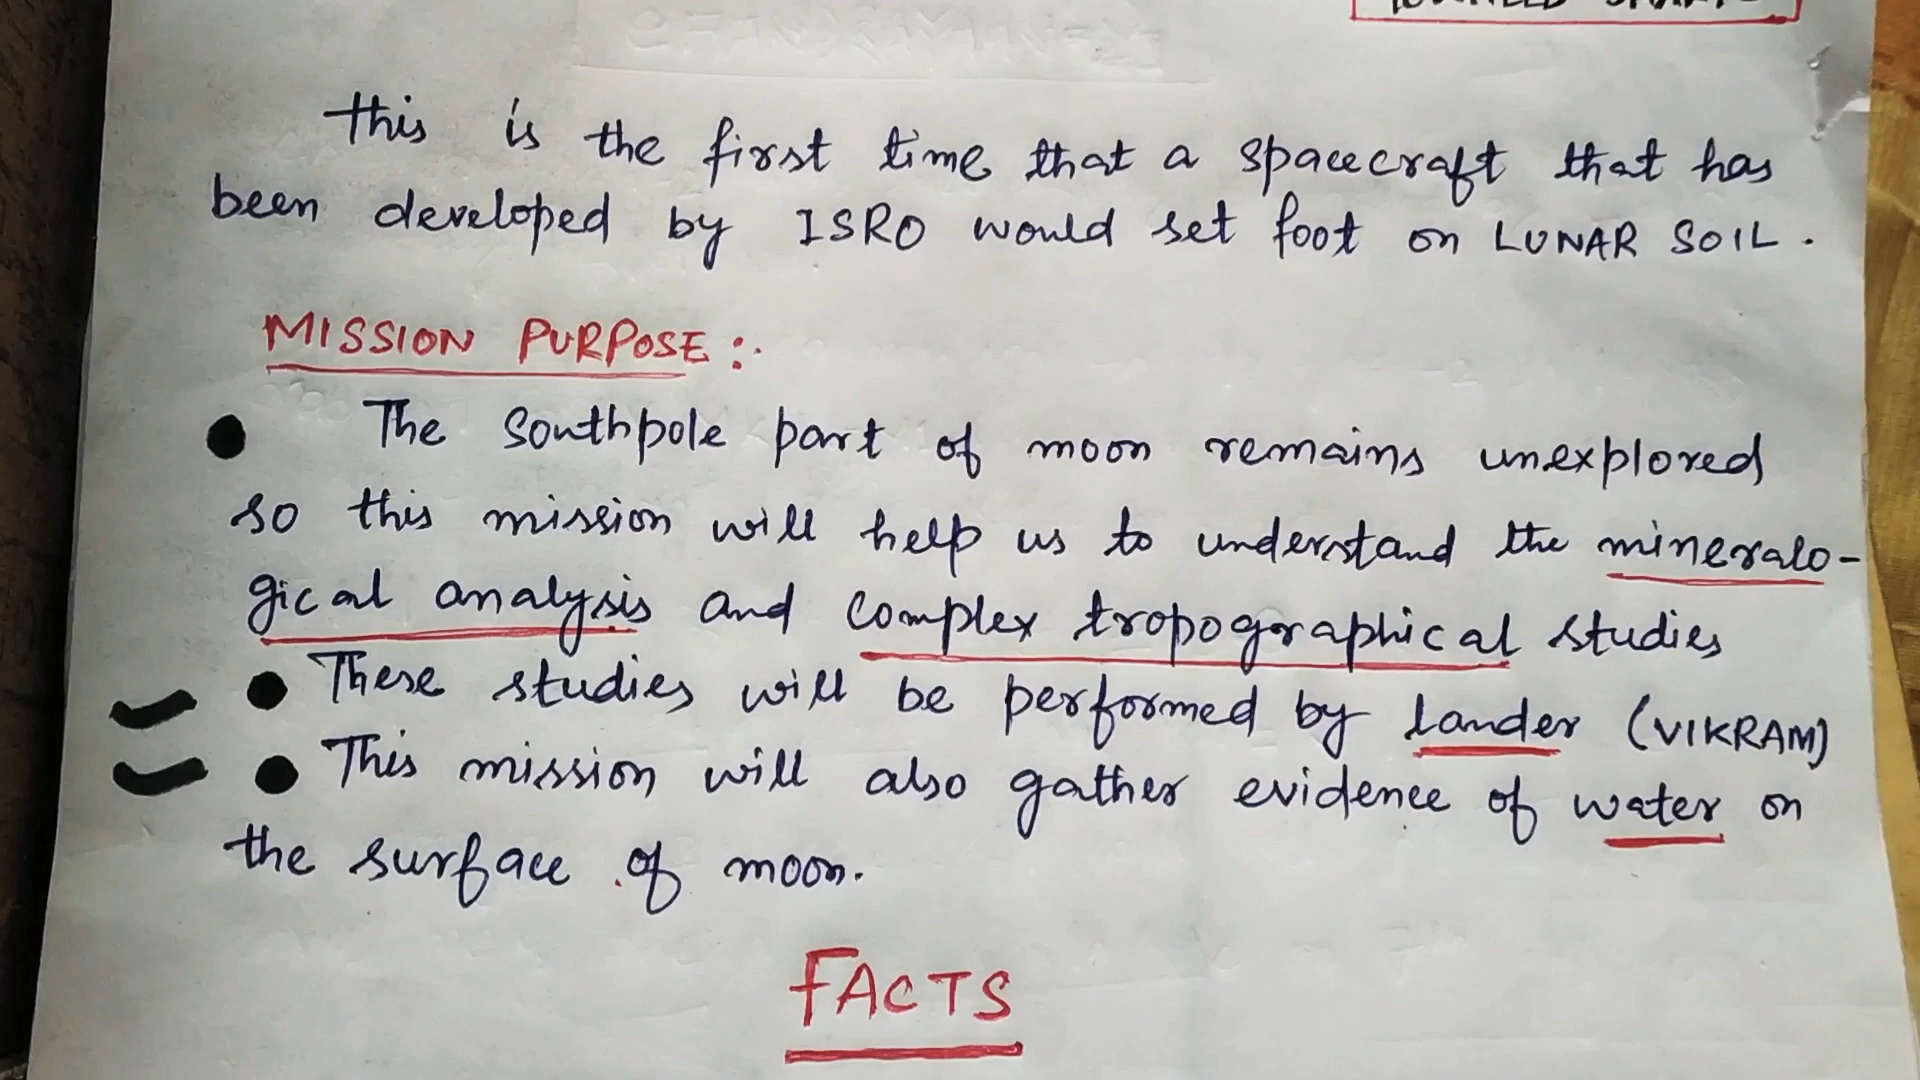 This is the first time that a spacecraft that has
been developed by ISRO would set foot on LUNAR SOIL.
MISSION PURPOSE:.
● The Southpole part of moon remains unexplored
so this mission will help us to understand the mineralo-
gical analysis and complex tropographical studies
● These studies will be performed by lander (VIKRAM)
● This mission will also gather evidence of water on
the surface of moon.
FACTS